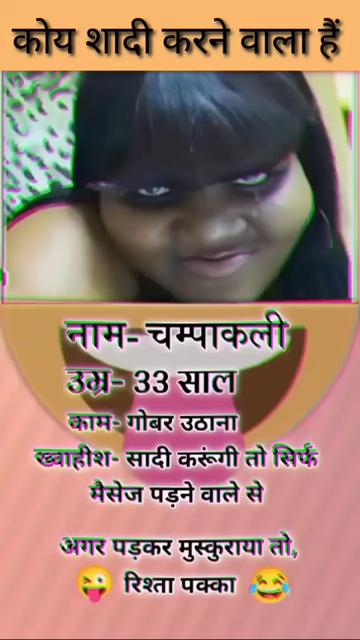 कोय शादी करने वाला हैं
नाम- चम्पाकली
उम्र- 33 साल
काम- गोबर उठाना
ख्वाहीश- सादी करूंगी तो सिर्फ
मैसेज पड़ने वाले से
अगर पड़कर मुस्कुराया तो,
😜 रिश्ता पक्का 😂